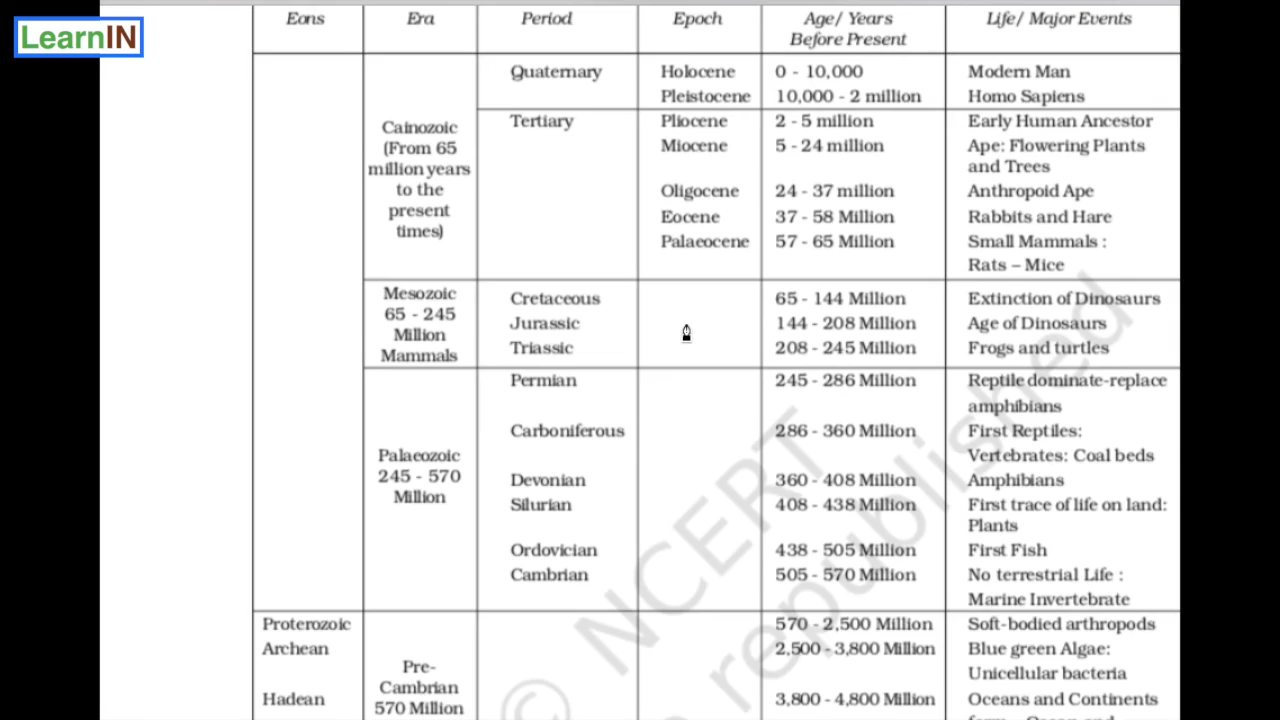 LearnIN
Eons Era Period Epoch Age/ Years Life/ Major Events
Before Present
Quaternary Holocene 0 - 10,000 Modern Man
Pleistocene 10,000 - 2 million Homo Sapiens
Tertiary Pliocene 2 - 5 million Early Human Ancestor
Cainozoic
(From 65
million years
to the
present
times)
Miocene 5 - 24 million Ape: Flowering Plants
and Trees
Oligocene 24 - 37 million Anthropoid Ape
Eocene 37 - 58 Million Rabbits and Hare
Palaeocene 57 - 65 Million Small Mammals :
Rats – Mice
Mesozoic
65 - 245
Million
Mammals
Cretaceous 65 - 144 Million Extinction of Dinosaurs
Jurassic 144 - 208 Million Age of Dinosaurs
Triassic 208 - 245 Million Frogs and turtles
Permian 245 - 286 Million Reptile dominate-replace
amphibians
Carboniferous 286 - 360 Million First Reptiles:
Vertebrates: Coal beds
Palaeozoic
245 - 570
Million
Devonian 360 - 408 Million Amphibians
Silurian 408 - 438 Million First trace of life on land:
Plants
Ordovician 438 - 505 Million First Fish
Cambrian 505 - 570 Million No terrestrial Life :
Marine Invertebrate
Proterozoic 570 - 2,500 Million Soft-bodied arthropods
Archean 2,500 - 3,800 Million Blue green Algae:
Unicellular bacteria
Pre-
Cambrian
570 Million
Hadean 3,800 - 4,800 Million Oceans and Continents
© NCERT
republished